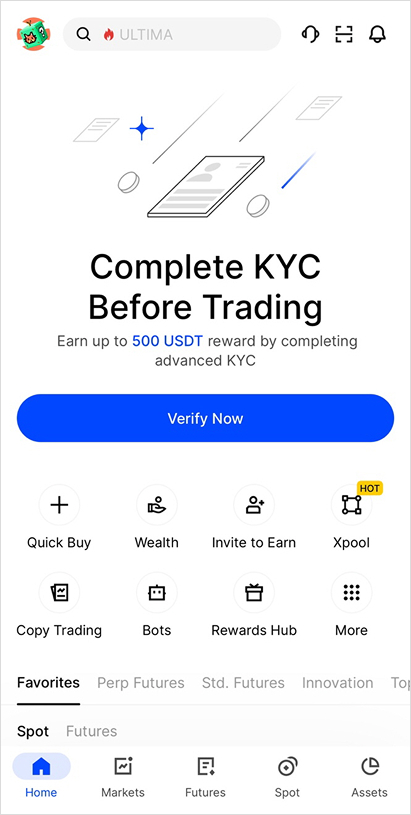 ULTIMA
Complete KYC
Before Trading
Earn up to 500 USDT reward by completing
advanced KYC
Verify Now
HOT
Quick Buy Wealth Invite to Earn Xpool
Copy Trading Bots Rewards Hub More
Favorites Perp Futures Std. Futures Innovation Top
Spot Futures
Home Markets Futures Spot Assets